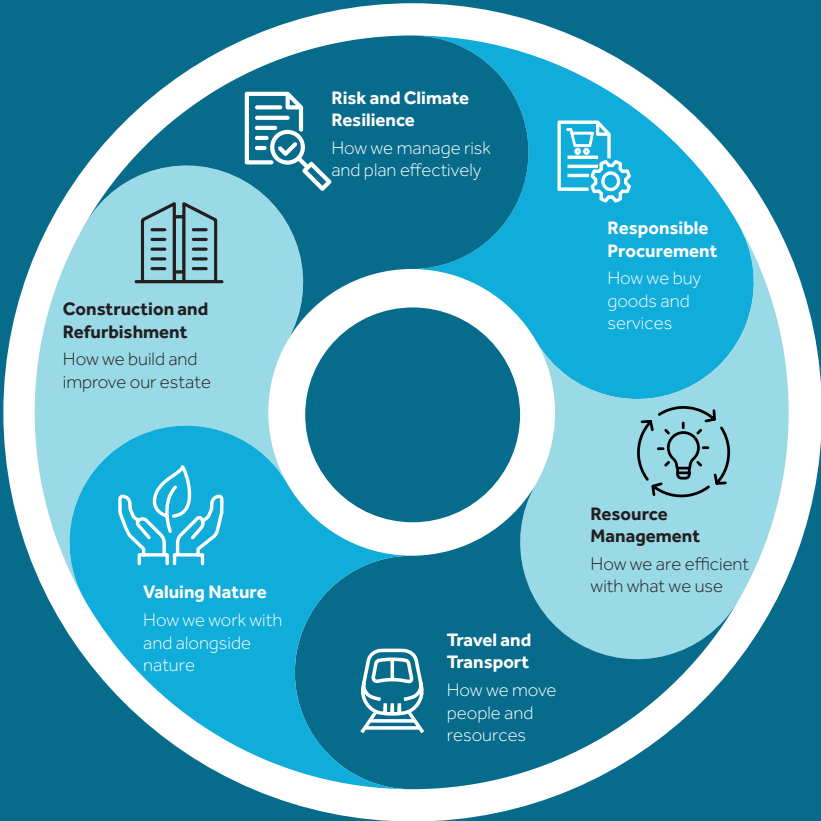 Risk and Climate
Resilience
How we manage risk
and plan effectively
Responsible
Procurement
How we buy
goods and
services
Resource
Management
How we are efficient
with what we use
Travel and
Transport
How we move
people and
resources
Valuing Nature
How we work with
and alongside
nature
Construction and
Refurbishment
How we build and
improve our estate